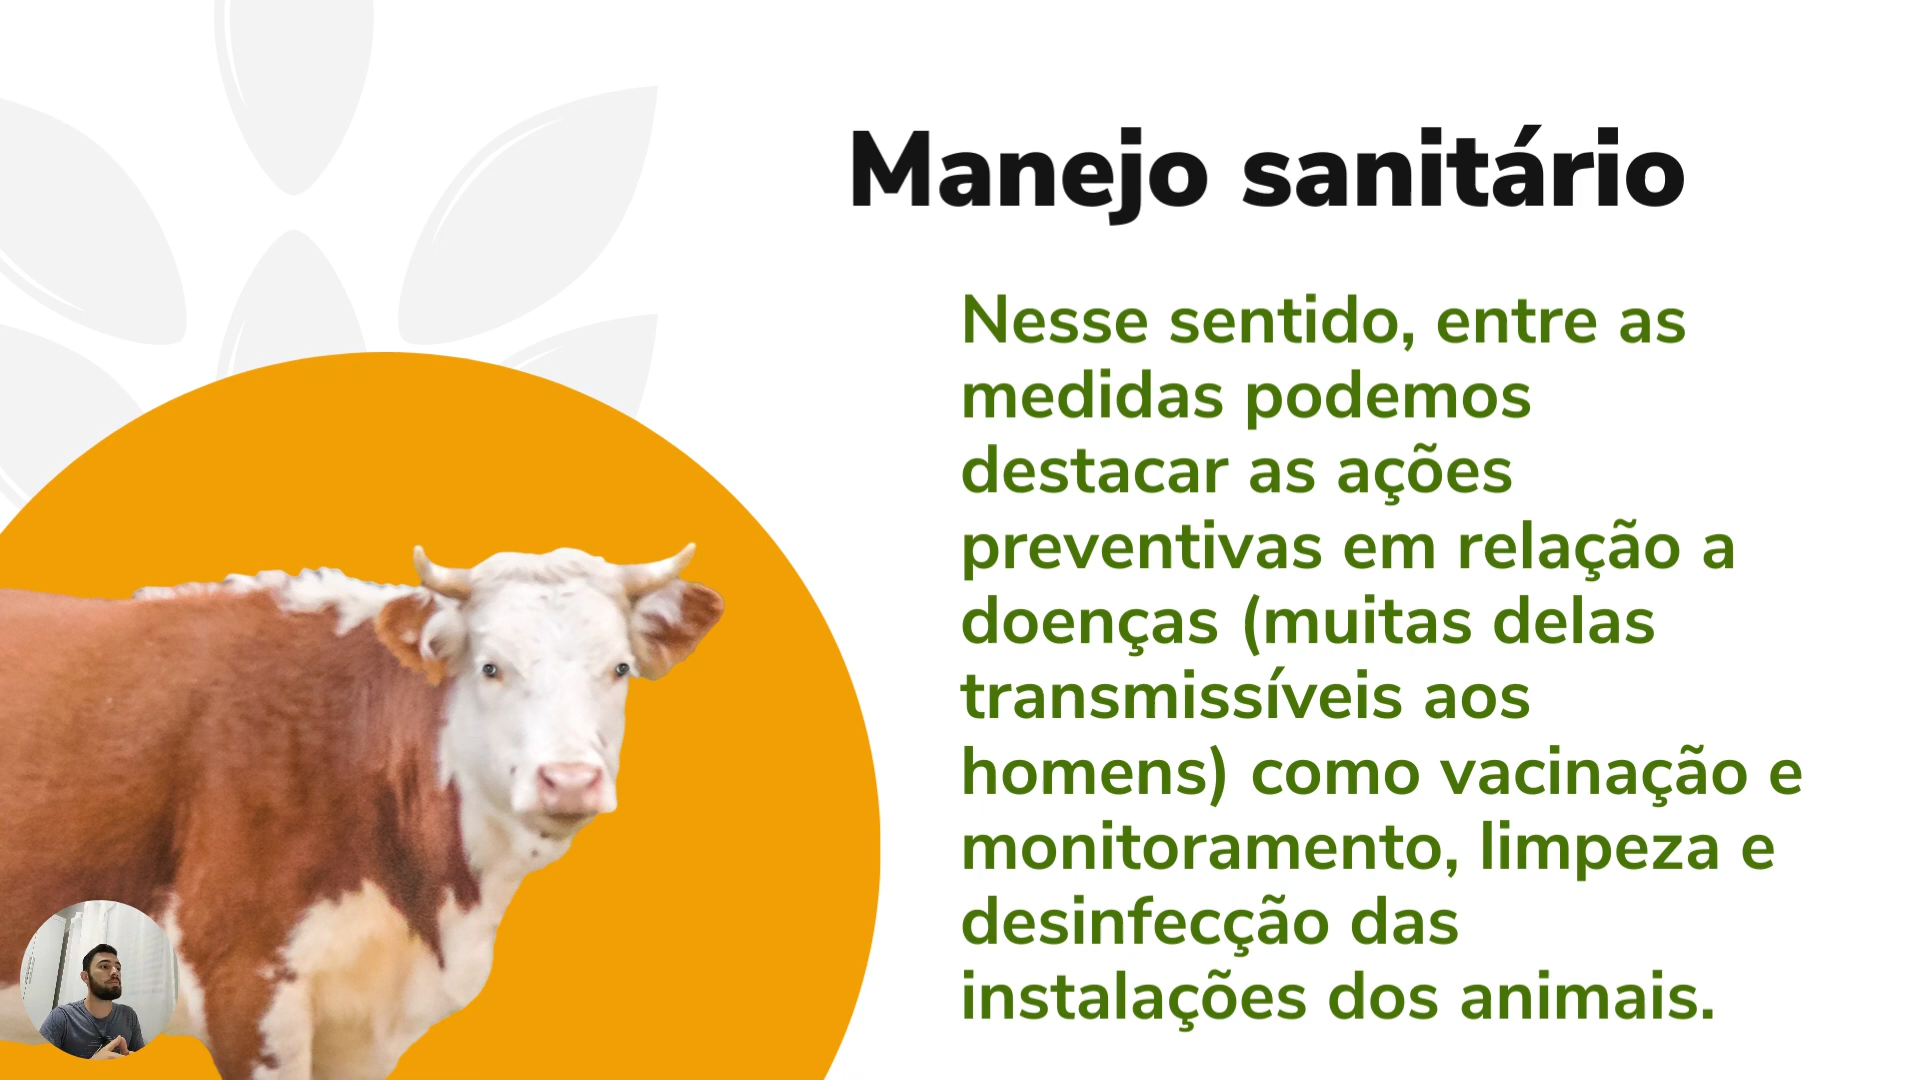 Manejo sanitário
Nesse sentido, entre as
medidas podemos
destacar as ações
preventivas em relação a
doenças (muitas delas
transmissíveis aos
homens) como vacinação e
monitoramento, limpeza e
desinfecção das
instalações dos animais.